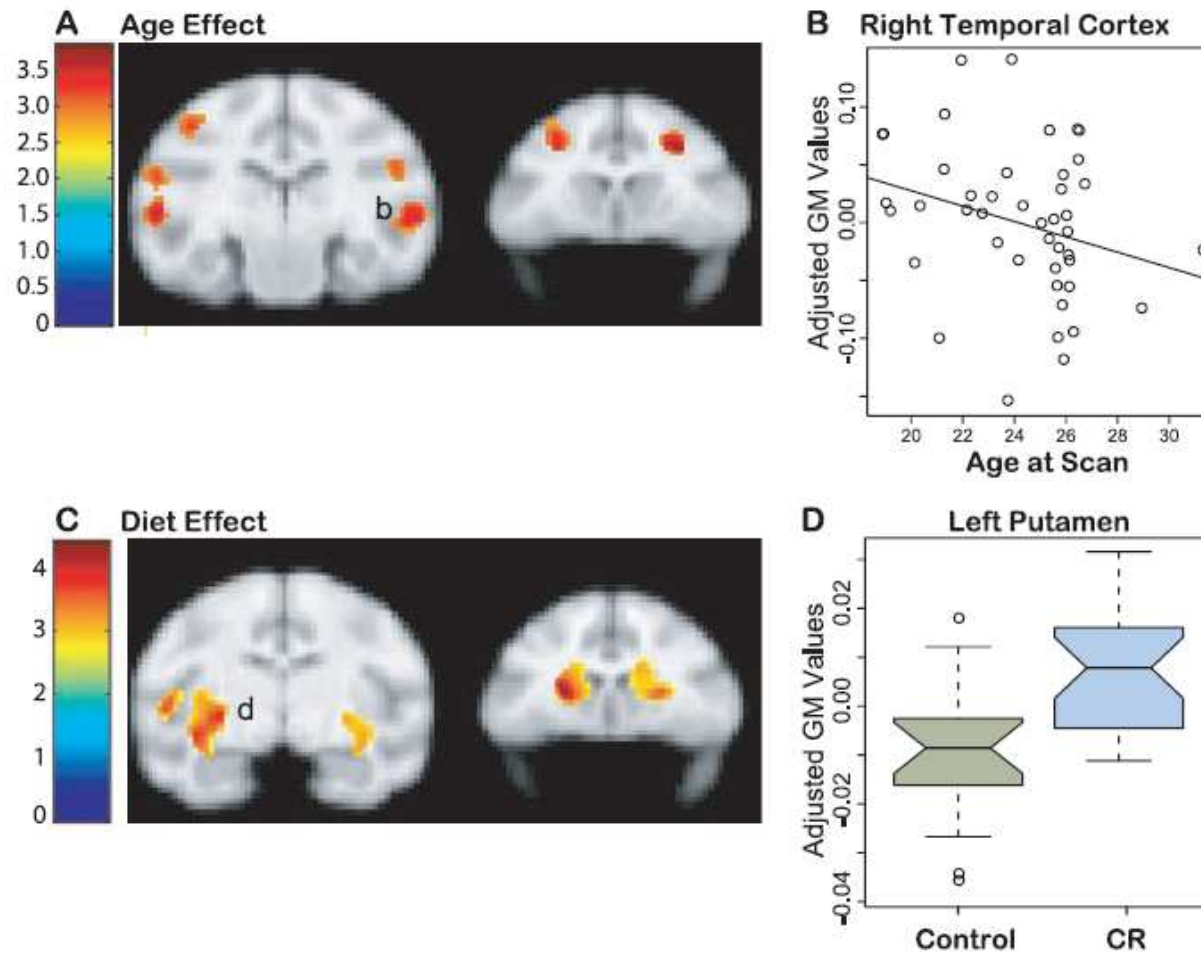 A Age Effect
3.5
3.0
2.5
2.0
1.5
1.0
0.5
0
b
B Right Temporal Cortex
Adjusted GM Values
0.10
0.00
-0.10
20 22 24 26 28 30
Age at Scan
C Diet Effect
4
3
2
1
0
d
D Left Putamen
Adjusted GM Values
0.02
0.00
-0.02
-0.04
Control CR